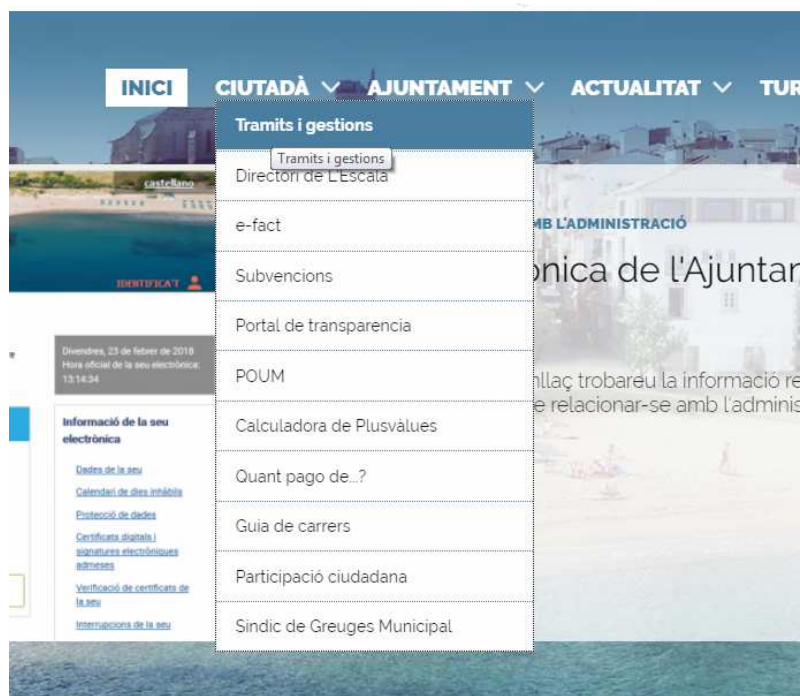 INICI CIUTADÀ AJUNTAMENT ACTUALITAT TUR
Tramits i gestions
Tramits i gestions
Directori de L'Escala
e-fact
Subvencions
Portal de transparencia
POUM
Calculadora de Plusvàlues
Quant pago de...?
Guia de carrers
Participació ciudadana
Sindic de Greuges Municipal
castellano
IDENTIFICA'T
Divendres, 23 de febrer de 2018
Hora oficial de la seu electrònica:
13:14:34
Informació de la seu
electrònica
Dades de la seu
Calendari de dies inhàbils
Protecció de dades
Certificats digitals i
signatures electròniques
admeses
Verificació de certificats de
la seu
Interrupcions de la seu
MB L'ADMINISTRACIÓ
ònica de l'Ajuntar
nllaç trobareu la informació re
e relacionar-se amb l'adminis